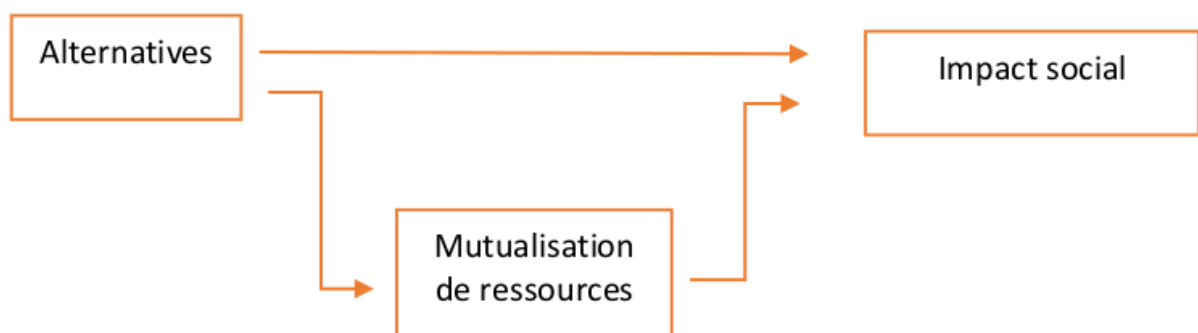 Alternatives
Impact social
Mutualisation
de ressources